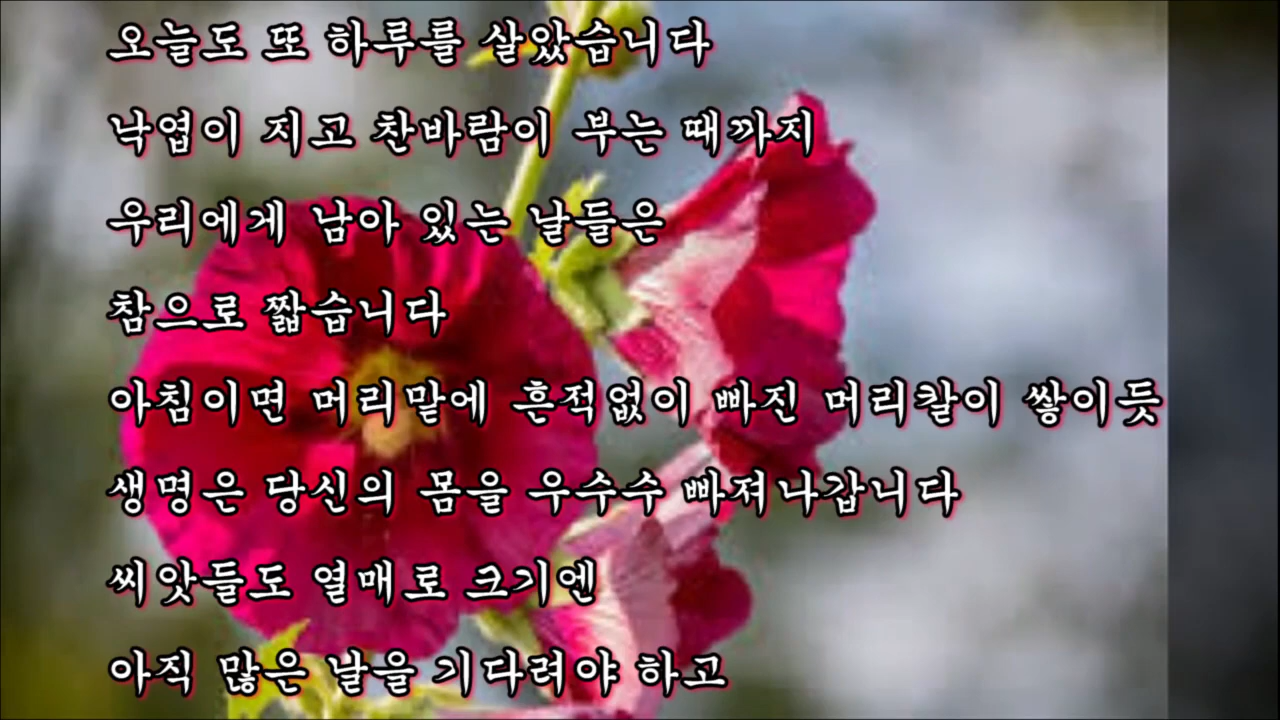 오늘도 또 하루를 살았습니다
낙엽이 지고 찬바람이 부는 때까지
우리에게 남아 있는 날들은
참으로 짧습니다
아침이면 머리맡에 흔적없이 빠진 머리칼이 쌓이듯
생명은 당신의 몸을 우수수 빠져나갑니다
씨앗들도 열매로 크기엔
아직 많은 날을 기다려야 하고